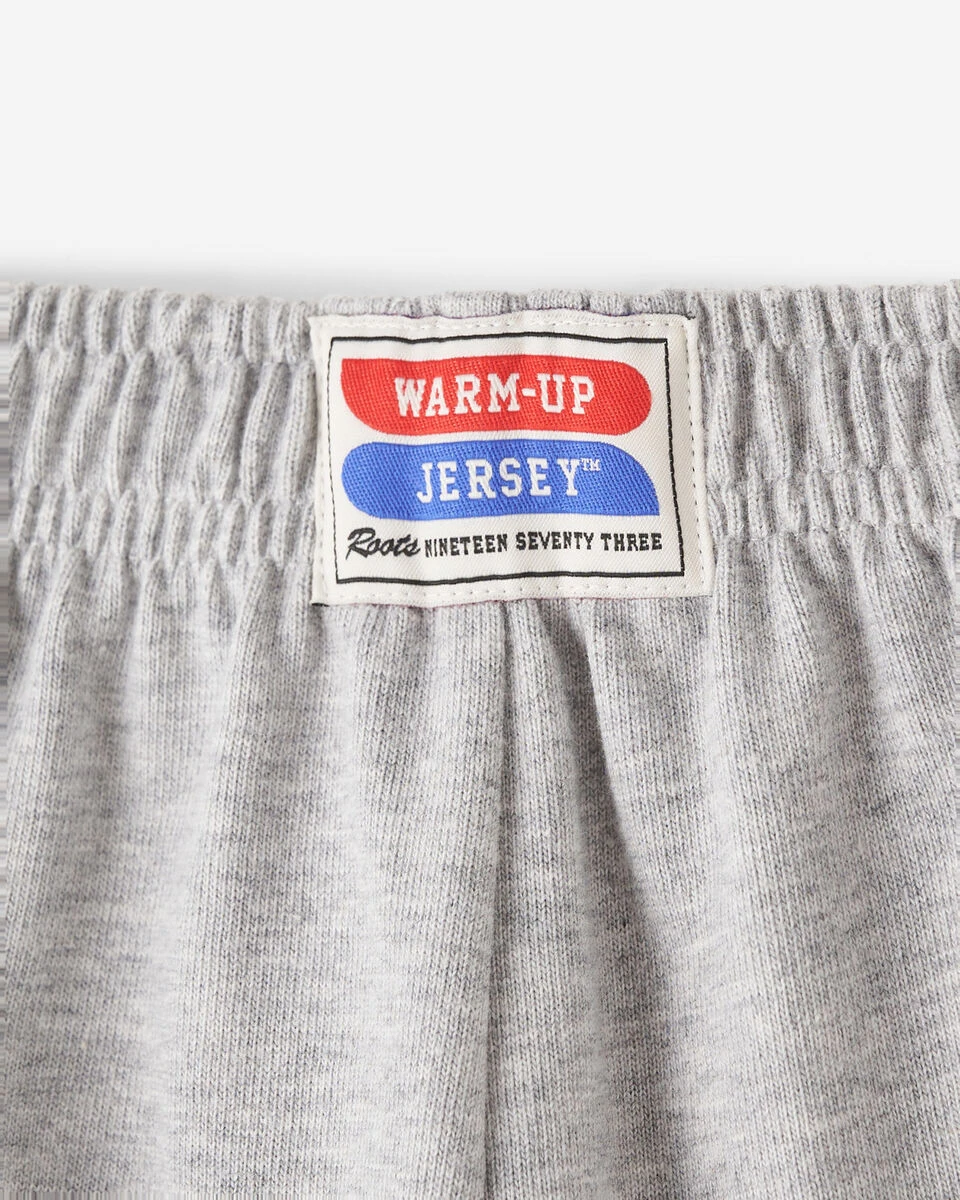 WARM-UP
JERSEY™
Roots NINETEEN SEVENTY THREE